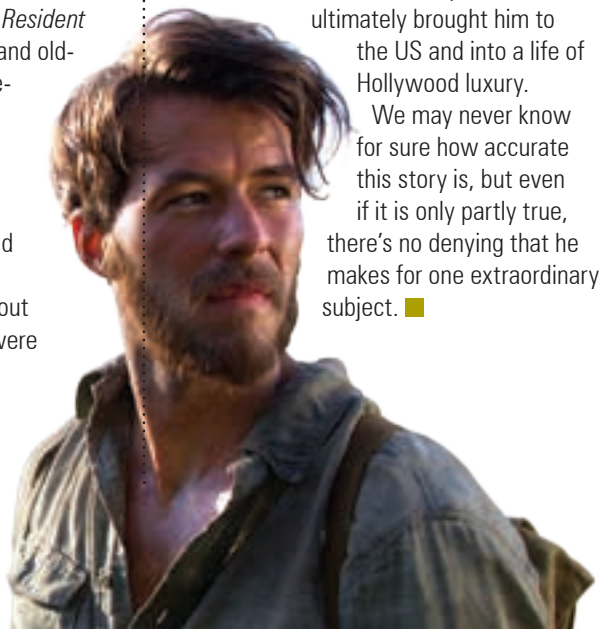 Resident
and old-
e-
d
out
ultimately brought him to
the US and into a life of
Hollywood luxury.
We may never know
for sure how accurate
this story is, but even
if it is only partly true,
there's no denying that he
makes for one extraordinary
subject.